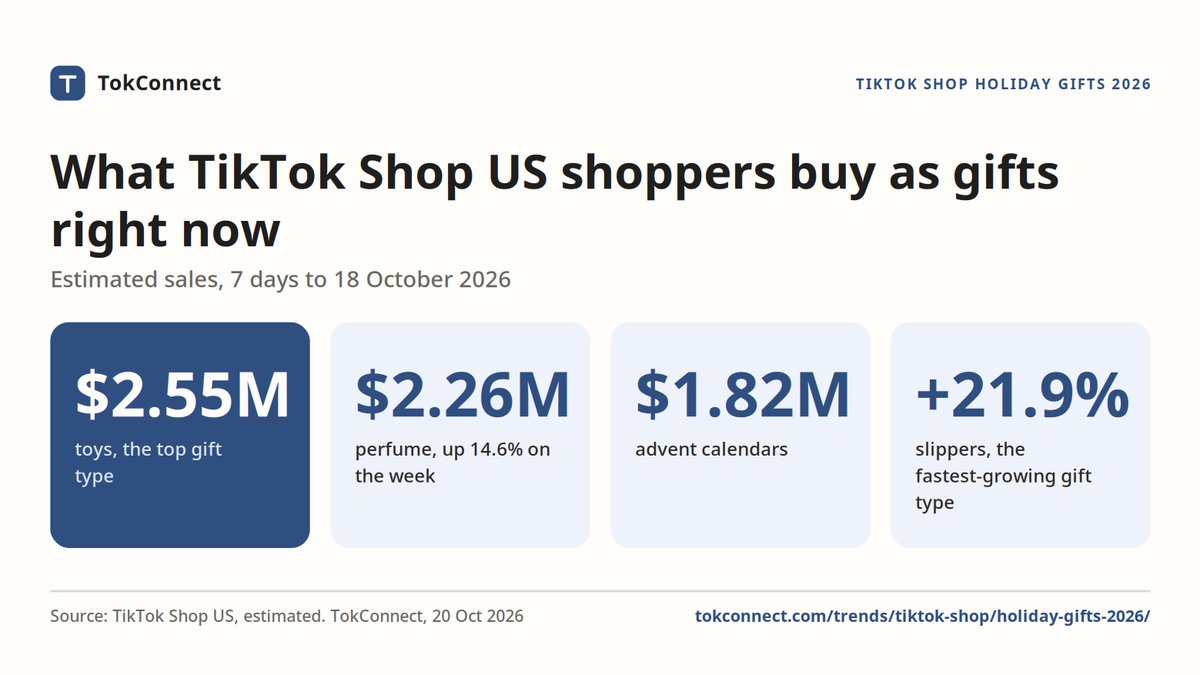 T TokConnect
TIKTOK SHOP HOLIDAY GIFTS 2026
What TikTok Shop US shoppers buy as gifts
right now
Estimated sales, 7 days to 18 October 2026
$2.55M
toys, the top gift
type
$2.26M
perfume, up 14.6% on
the week
$1.82M
advent calendars
+21.9%
slippers, the
fastest-growing gift
type
Source: TikTok Shop US, estimated. TokConnect, 20 Oct 2026
tokconnect.com/trends/tiktok-shop/holiday-gifts-2026/